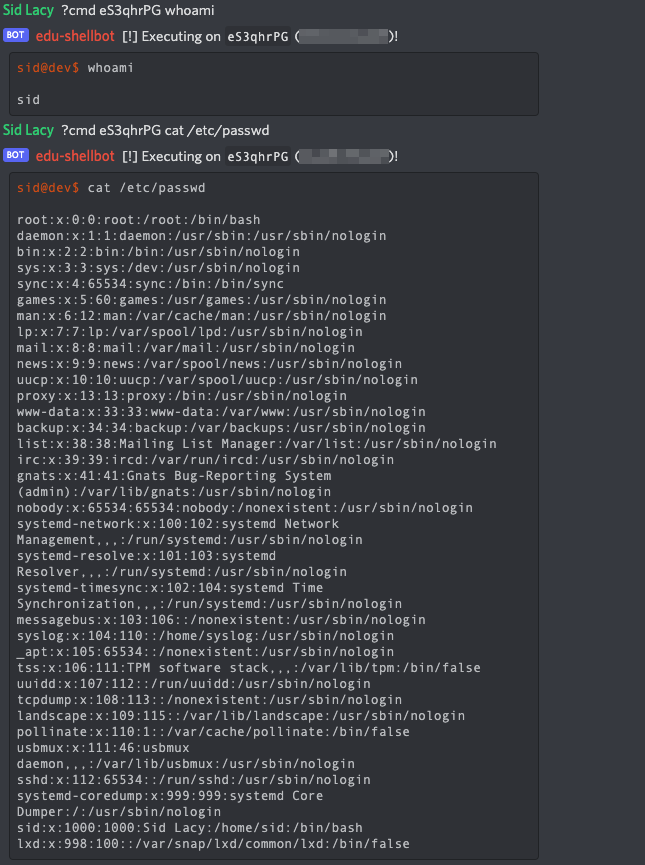 Sid Lacy ?cmd eS3qhrPG whoami
BOT edu-shellbot [!] Executing on eS3qhrPG ( )!
sid@dev$ whoami
sid
Sid Lacy ?cmd eS3qhrPG cat /etc/passwd
BOT edu-shellbot [!] Executing on eS3qhrPG ( )!
sid@dev$ cat /etc/passwd
root:x:0:0:root:/root:/bin/bash
daemon:x:1:1:daemon:/usr/sbin:/usr/sbin/nologin
bin:x:2:2:bin:/bin:/usr/sbin/nologin
sys:x:3:3:sys:/dev:/usr/sbin/nologin
sync:x:4:65534:sync:/bin:/bin/sync
games:x:5:60:games:/usr/games:/usr/sbin/nologin
man:x:6:12:man:/var/cache/man:/usr/sbin/nologin
lp:x:7:7:lp:/var/spool/lpd:/usr/sbin/nologin
mail:x:8:8:mail:/var/mail:/usr/sbin/nologin
news:x:9:9:news:/var/spool/news:/usr/sbin/nologin
uucp:x:10:10:uucp:/var/spool/uucp:/usr/sbin/nologin
proxy:x:13:13:proxy:/bin:/usr/sbin/nologin
www-data:x:33:33:www-data:/var/www:/usr/sbin/nologin
backup:x:34:34:backup:/var/backups:/usr/sbin/nologin
list:x:38:38:Mailing List Manager:/var/list:/usr/sbin/nologin
irc:x:39:39:ircd:/var/run/ircd:/usr/sbin/nologin
gnats:x:41:41:Gnats Bug-Reporting System
(admin):/var/lib/gnats:/usr/sbin/nologin
nobody:x:65534:65534:nobody:/nonexistent:/usr/sbin/nologin
systemd-network:x:100:102:systemd Network
Management,,,:/run/systemd:/usr/sbin/nologin
systemd-resolve:x:101:103:systemd
Resolver,,,:/run/systemd:/usr/sbin/nologin
systemd-timesync:x:102:104:systemd Time
Synchronization,,,:/run/systemd:/usr/sbin/nologin
messagebus:x:103:106::/nonexistent:/usr/sbin/nologin
syslog:x:104:110::/home/syslog:/usr/sbin/nologin
_apt:x:105:65534::/nonexistent:/usr/sbin/nologin
tss:x:106:111:TPM software stack,,,:/var/lib/tpm:/bin/false
uuidd:x:107:112::/run/uuidd:/usr/sbin/nologin
tcpdump:x:108:113::/nonexistent:/usr/sbin/nologin
landscape:x:109:115::/var/lib/landscape:/usr/sbin/nologin
pollinate:x:110:1::/var/cache/pollinate:/bin/false
usbmux:x:111:46:usbmux
daemon,,,:/var/lib/usbmux:/usr/sbin/nologin
sshd:x:112:65534::/run/sshd:/usr/sbin/nologin
systemd-coredump:x:999:999:systemd Core
Dumper:/:/usr/sbin/nologin
sid:x:1000:1000:Sid Lacy:/home/sid:/bin/bash
lxd:x:998:100::/var/snap/lxd/common/lxd:/bin/false